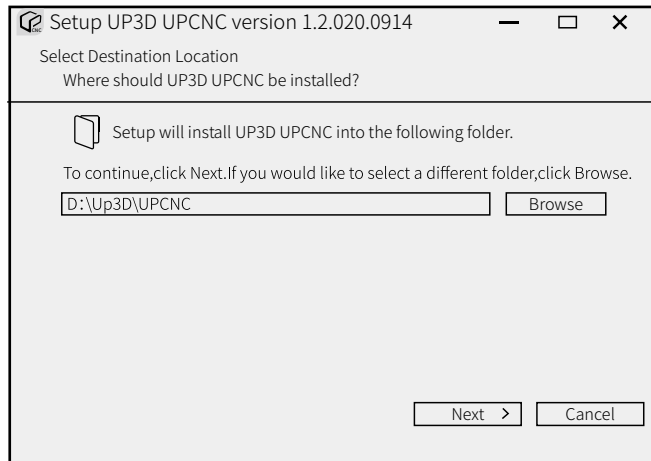 Setup UP3D UPCNC version 1.2.020.0914
Select Destination Location
Where should UP3D UPCNC be installed?
Setup will install UP3D UPCNC into the following folder.
To continue,click Next.If you would like to select a different folder,click Browse.
D:\Up3D\UPCNC
Browse
Next >
Cancel